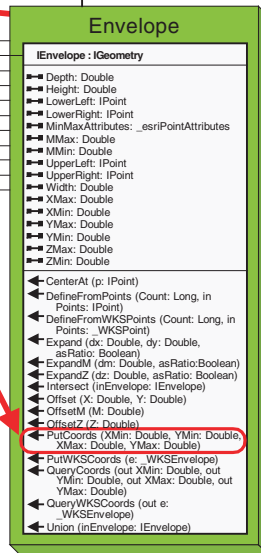 Envelope
IEnvelope : IGeometry
Depth: Double
Height: Double
LowerLeft: IPoint
LowerRight: IPoint
MinMaxAttributes: _esriPointAttributes
MMax: Double
MMin: Double
UpperLeft: IPoint
UpperRight: IPoint
Width: Double
XMax: Double
XMin: Double
YMax: Double
YMin: Double
ZMax: Double
ZMin: Double
CenterAt (p: IPoint)
DefineFromPoints (Count: Long, in
Points: IPoint)
DefineFromWKSPoints (Count: Long, in
Points: _WKSPoint)
Expand (dx: Double, dy: Double,
asRatio: Boolean)
ExpandM (dm: Double, asRatio:Boolean)
ExpandZ (dz: Double, asRatio: Boolean)
Intersect (inEnvelope: IEnvelope)
Offset (X: Double, Y: Double)
OffsetM (M: Double)
OffsetZ (Z: Double)
PutCoords (XMin: Double, YMin: Double,
XMax: Double, YMax: Double)
PutWKSCoords (e: _WKSEnvelope)
QueryCoords (out XMin: Double, out
YMin: Double, out XMax: Double, out
YMax: Double)
QueryWKSCoords (out e:
_WKSEnvelope)
Union (inEnvelope: IEnvelope)